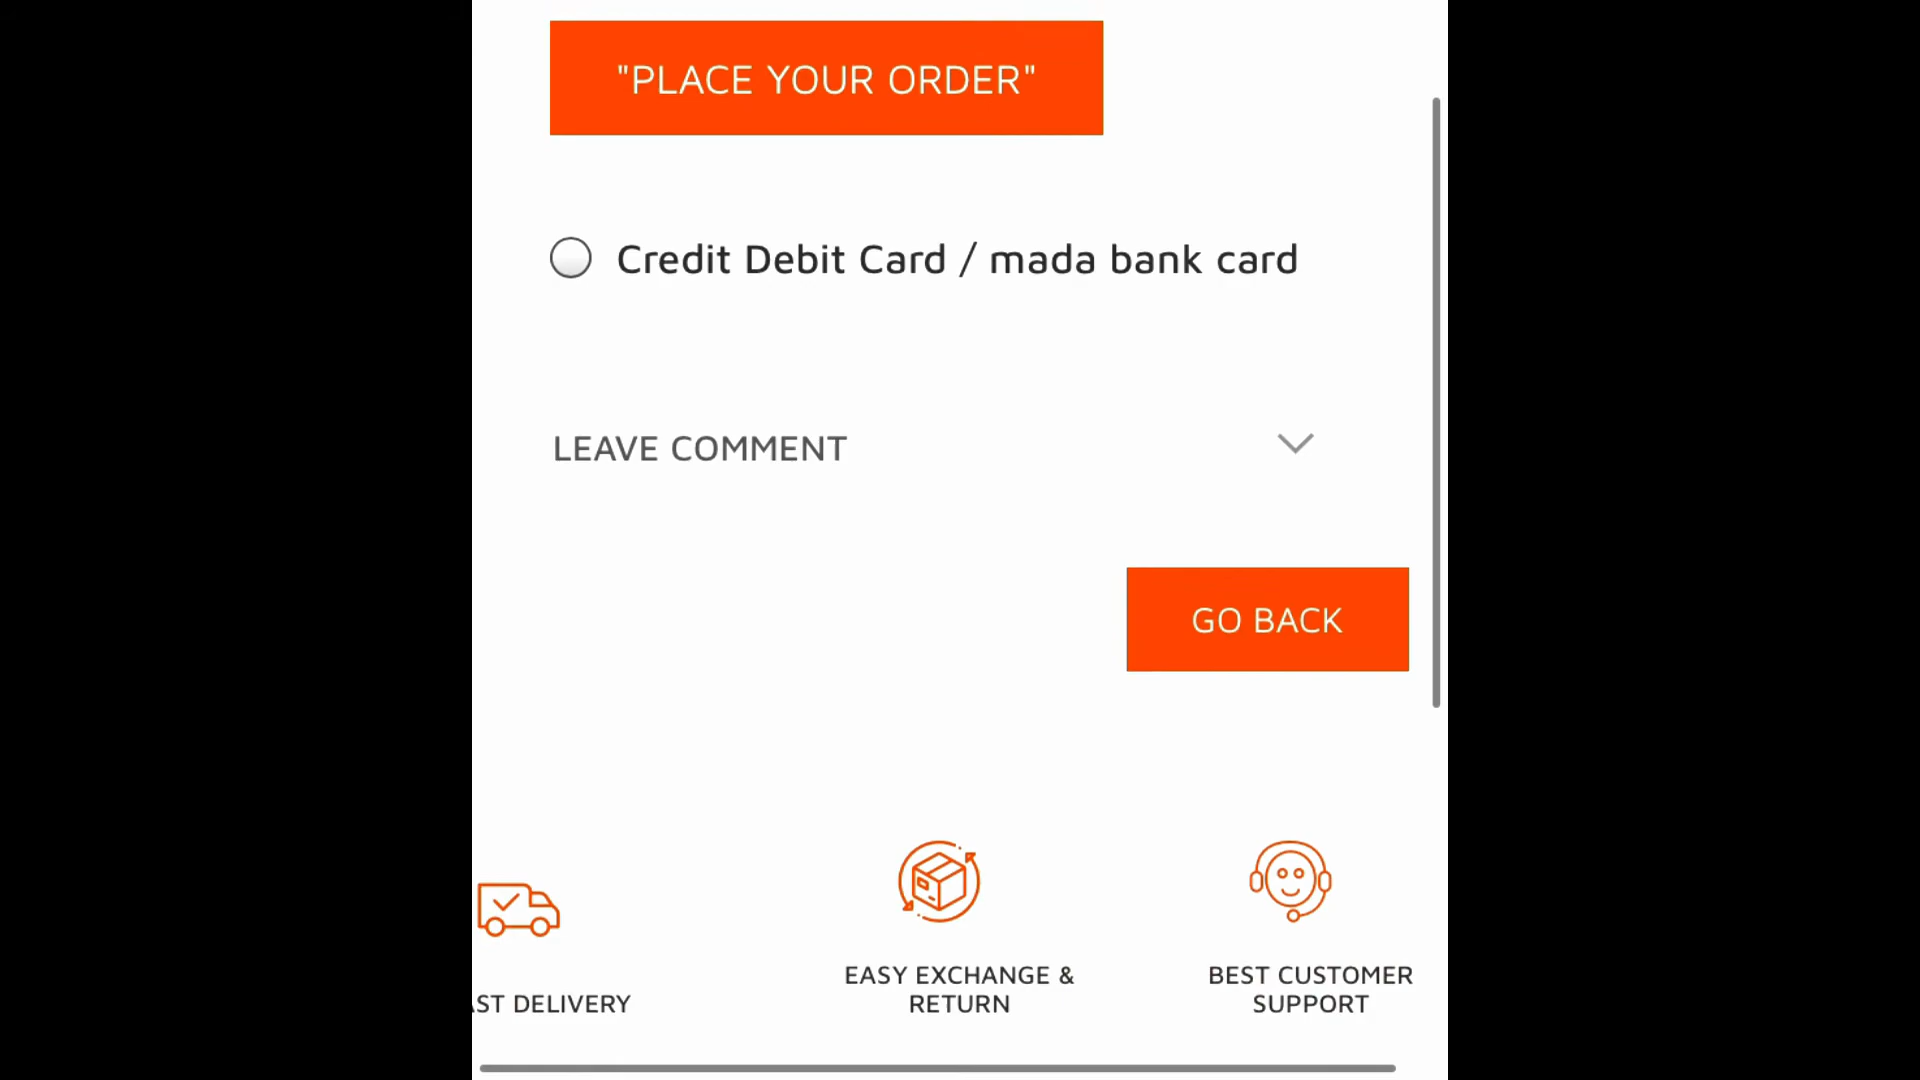 "PLACE YOUR ORDER"
Credit Debit Card / mada bank card
LEAVE COMMENT
GO BACK
AST DELIVERY
EASY EXCHANGE &
RETURN
BEST CUSTOMER
SUPPORT